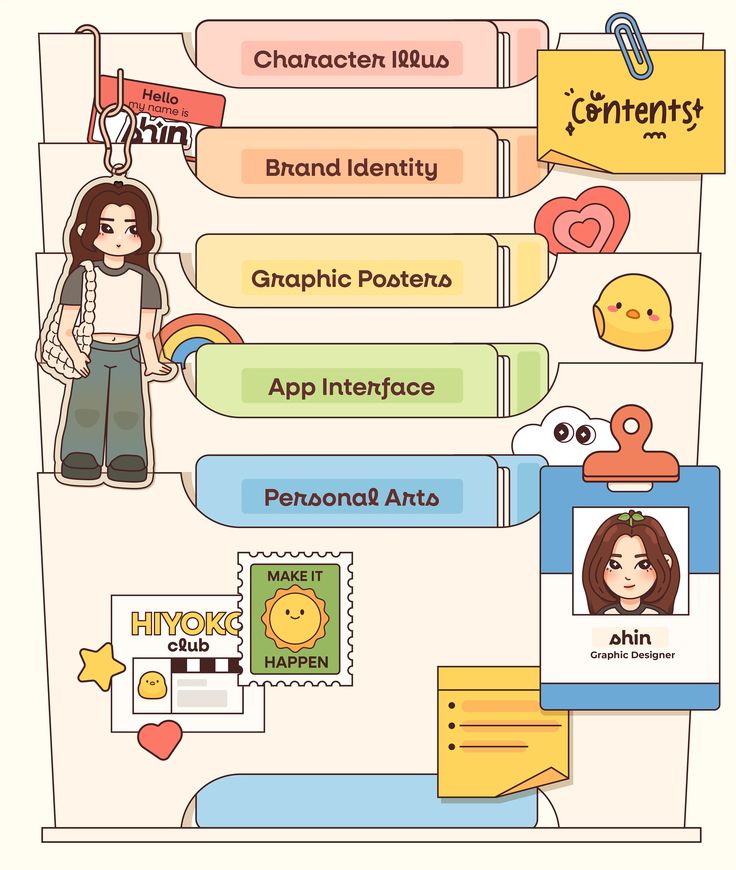 Character Illus
Contents
Hello
my name is
shin
Brand Identity
Graphic Posters
App Interface
Personal Arts
MAKE IT
HAPPEN
HIYOKO
club
shin
Graphic Designer